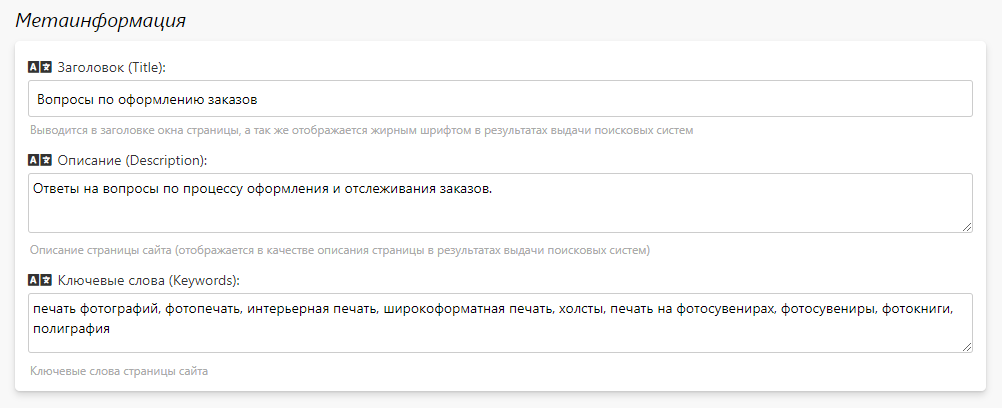 Метаинформация
Заголовок (Title):
Вопросы по оформлению заказов
Выводится в заголовке окна страницы, а так же отображается жирным шрифтом в результатах выдачи поисковых систем
Описание (Description):
Ответы на вопросы по процессу оформления и отслеживания заказов.
Описание страницы сайта (отображается в качестве описания страницы в результатах выдачи поисковых систем)
Ключевые слова (Keywords):
печать фотографий, фотопечать, интерьерная печать, широкоформатная печать, холсты, печать на фотосувенирах, фотосувениры, фотокниги,
полиграфия
Ключевые слова страницы сайта